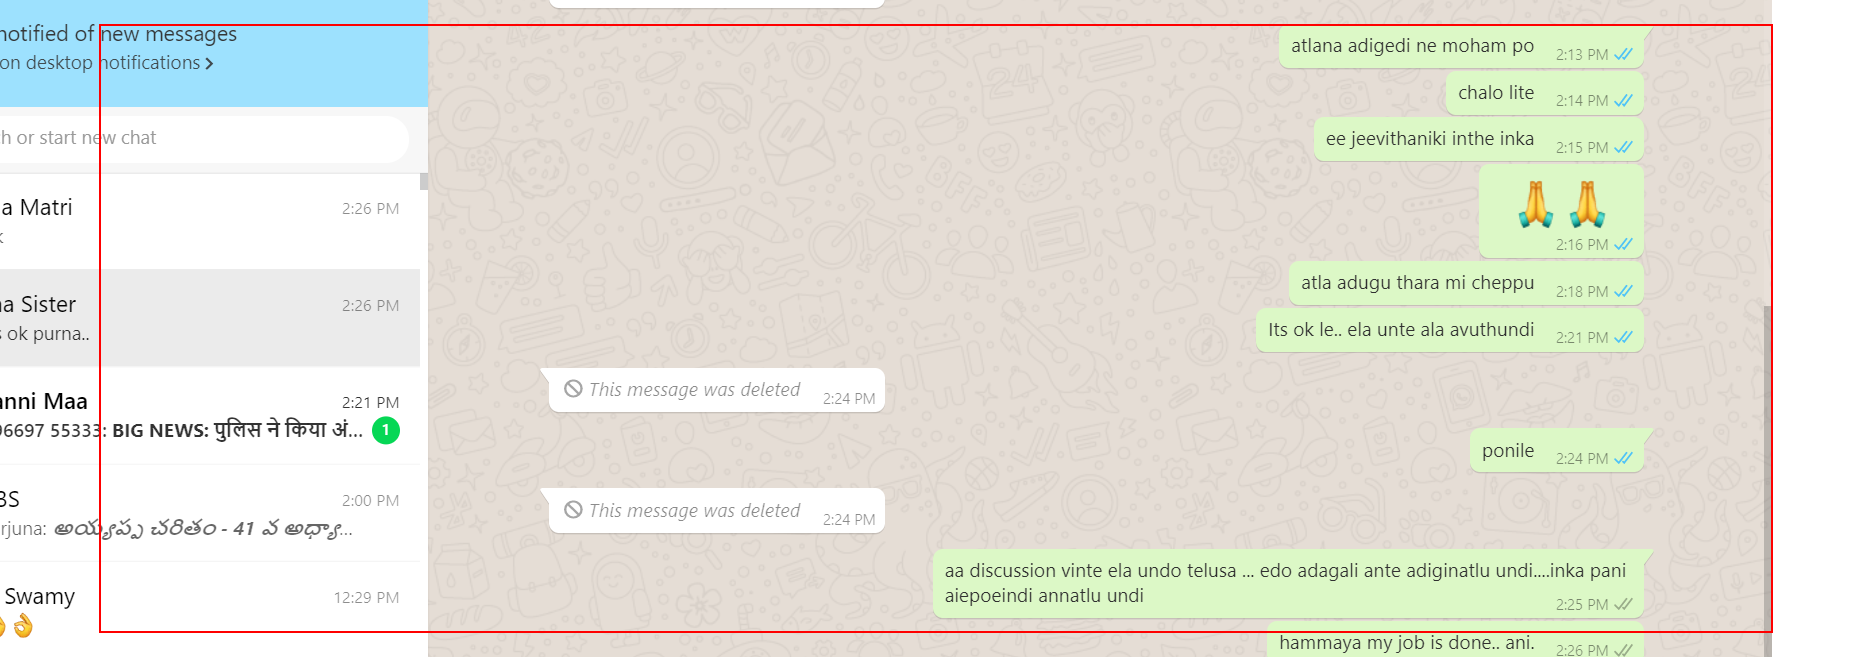 notified of new messages
on desktop notifications
h or start new chat
a Matri
2:26 PM
k
a Sister
2:26 PM
s ok purna..
anni Maa
2:21 PM
96697 55333: BIG NEWS: पुलिस ने किया अं...
1
BS
2:00 PM
rjuna: అయ్యప్ప చరితం - 41 వ అధ్యా...
Swamy
12:29 PM
atlana adigedi ne moham po
2:13 PM
chalo lite
2:14 PM
ee jeevithaniki inthe inka
2:15 PM
🙏 🙏
2:16 PM
atla adugu thara mi cheppu
2:18 PM
Its ok le.. ela unte ala avuthundi
2:21 PM
This message was deleted
2:24 PM
ponile
2:24 PM
This message was deleted
2:24 PM
aa discussion vinte ela undo telusa ... edo adagali ante adiginatlu undi....inka pani
aiepoeindi annatlu undi
2:25 PM
hammaya my job is done.. ani.
2:26 PM